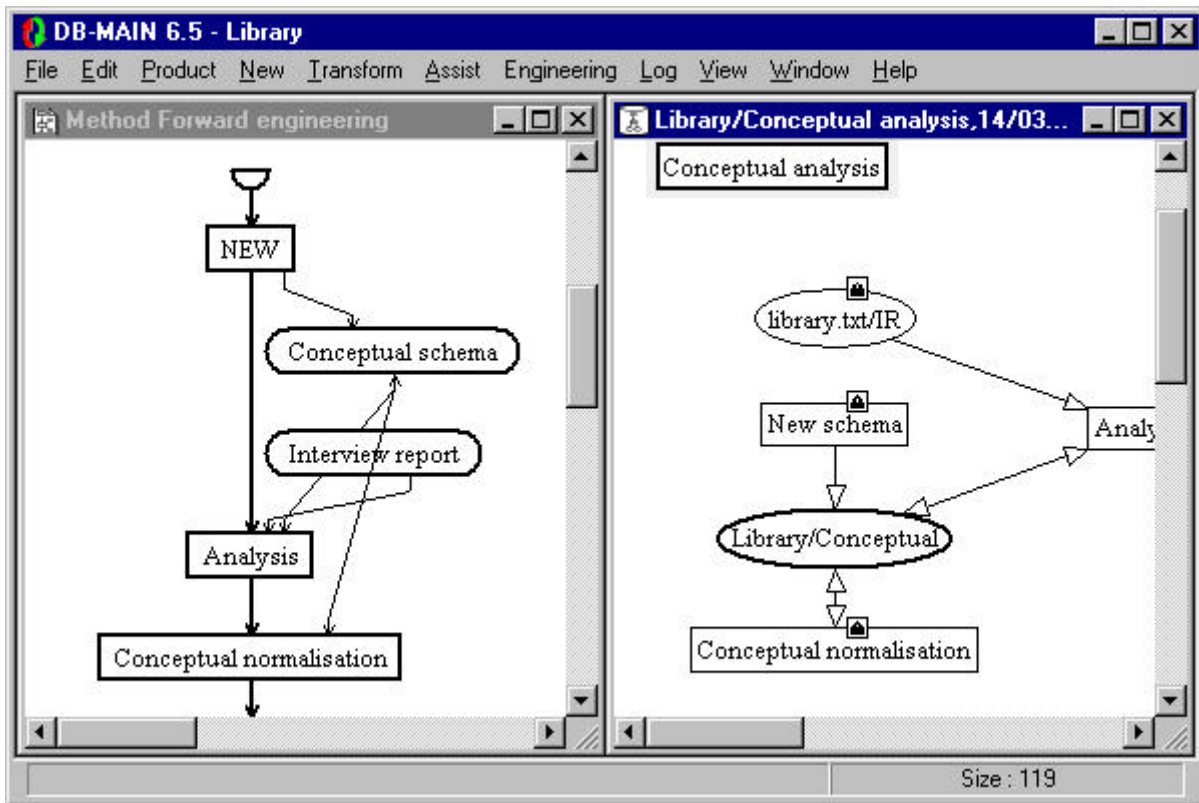 DB-MAIN 6.5 - Library
File Edit Product New Transform Assist Engineering Log View Window Help
Method Forward engineering
NEW
Conceptual schema
Interview report
Analysis
Conceptual normalisation
Library/Conceptual analysis,14/03...
Conceptual analysis
library.txt/IR
New schema
Analy
Library/Conceptual
Conceptual normalisation
Size : 119